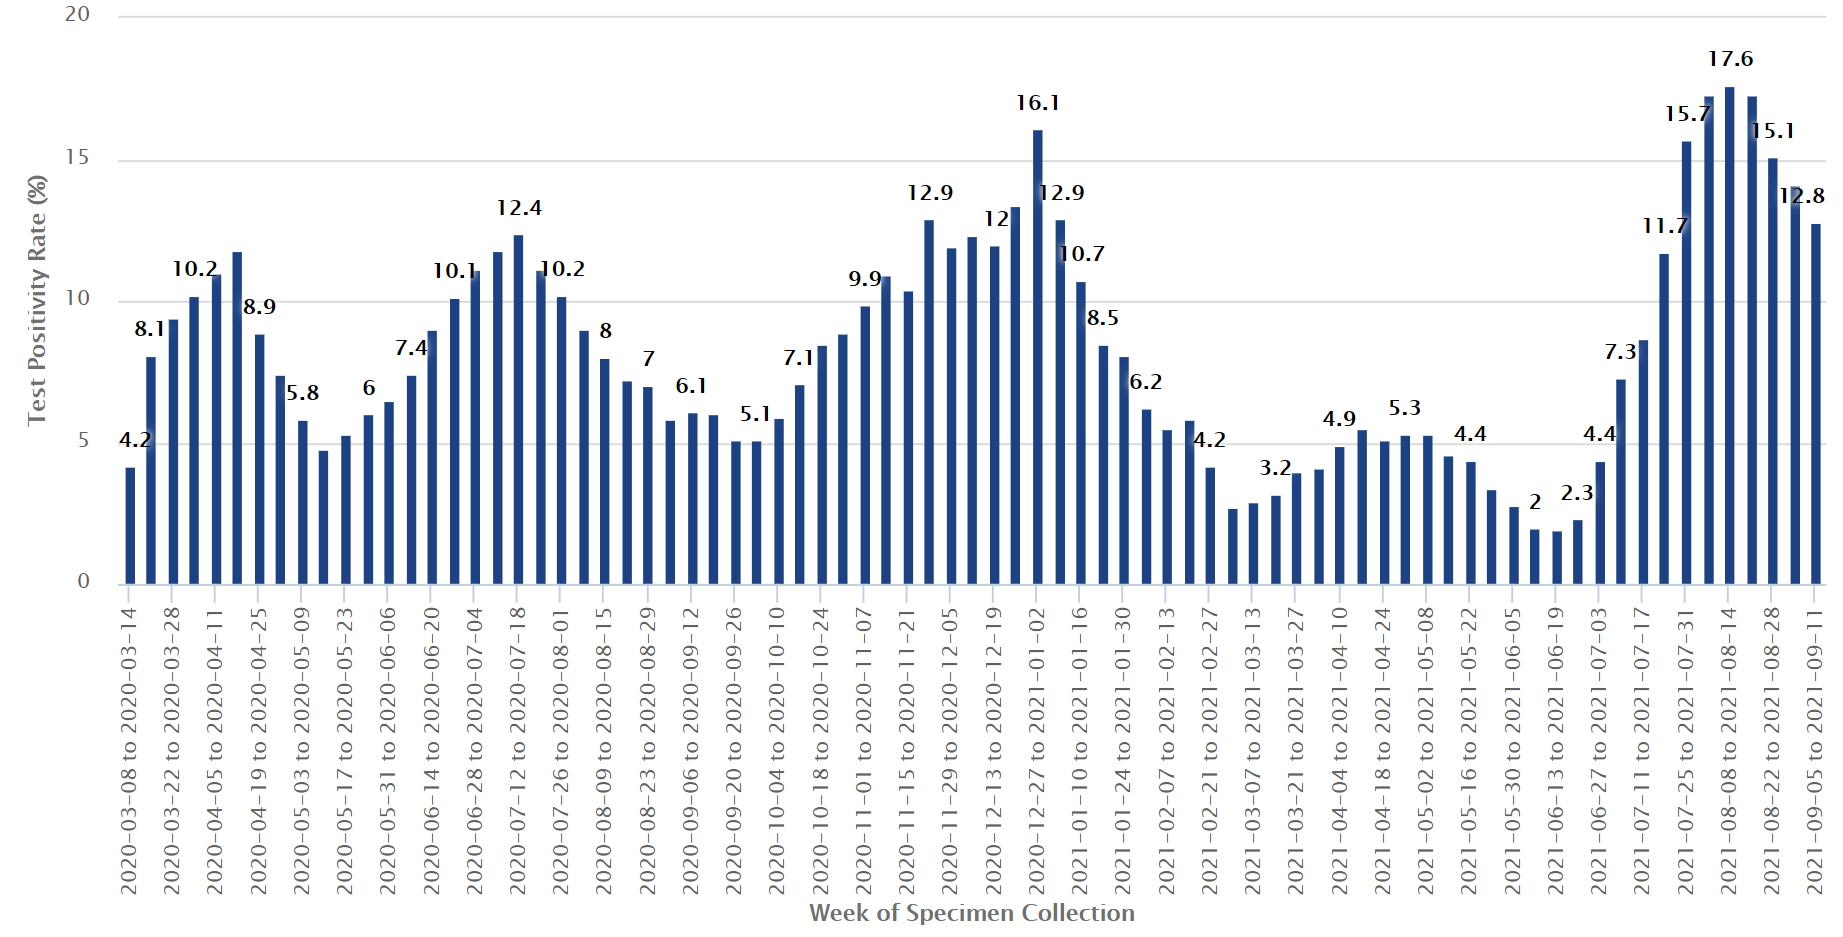 20
15
10
5
0
Test Positivity Rate (%)
4.2
8.1
10.2
8.9
5.8
6
7.4
10.1
12.4
10.2
8
7
6.1
5.1
7.1
9.9
12.9
12
16.1
12.9
10.7
8.5
6.2
4.2
3.2
4.9
5.3
4.4
2
2.3
4.4
7.3
11.7
15.7
17.6
15.1
12.8
2020-03-08 to 2020-03-14
2020-03-22 to 2020-03-28
2020-04-05 to 2020-04-11
2020-04-19 to 2020-04-25
2020-05-03 to 2020-05-09
2020-05-17 to 2020-05-23
2020-05-31 to 2020-06-06
2020-06-14 to 2020-06-20
2020-06-28 to 2020-07-04
2020-07-12 to 2020-07-18
2020-07-26 to 2020-08-01
2020-08-09 to 2020-08-15
2020-08-23 to 2020-08-29
2020-09-06 to 2020-09-12
2020-09-20 to 2020-09-26
2020-10-04 to 2020-10-10
2020-10-18 to 2020-10-24
2020-11-01 to 2020-11-07
2020-11-15 to 2020-11-21
2020-11-29 to 2020-12-05
2020-12-13 to 2020-12-19
2020-12-27 to 2021-01-02
2021-01-10 to 2021-01-16
2021-01-24 to 2021-01-30
2021-02-07 to 2021-02-13
2021-02-21 to 2021-02-27
2021-03-07 to 2021-03-13
2021-03-21 to 2021-03-27
2021-04-04 to 2021-04-10
2021-04-18 to 2021-04-24
2021-05-02 to 2021-05-08
2021-05-16 to 2021-05-22
2021-05-30 to 2021-06-05
2021-06-13 to 2021-06-19
2021-06-27 to 2021-07-03
2021-07-11 to 2021-07-17
2021-07-25 to 2021-07-31
2021-08-08 to 2021-08-14
2021-08-22 to 2021-08-28
2021-09-05 to 2021-09-11
Week of Specimen Collection